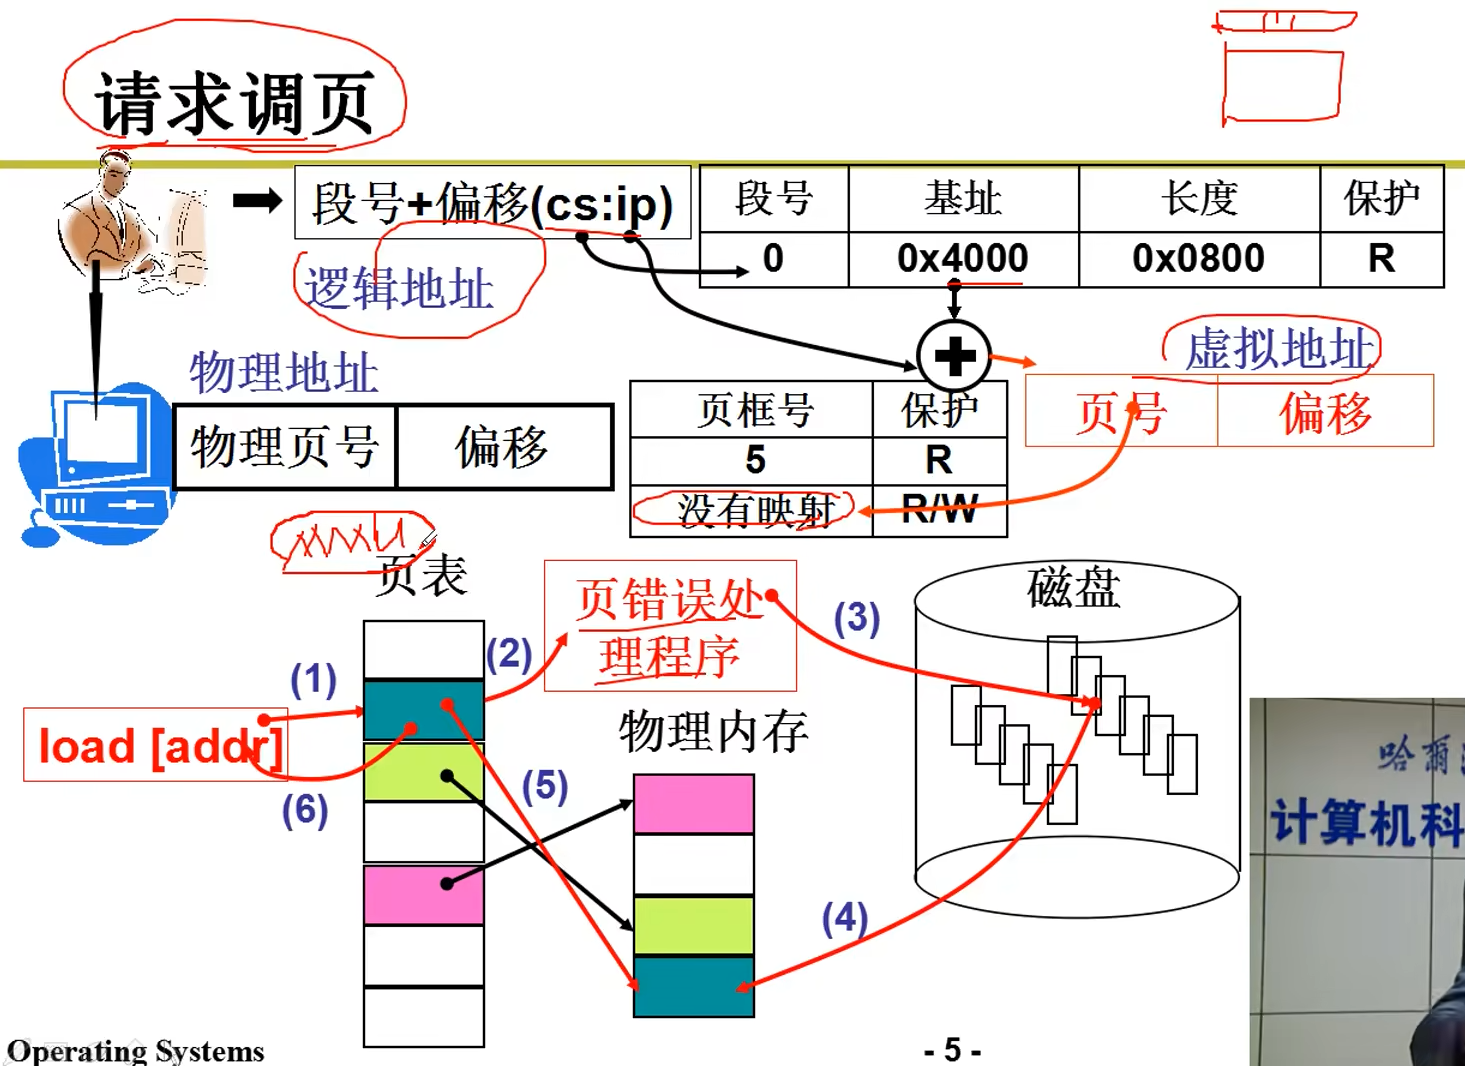 请求调页
段号+偏移(cs:ip)
段号 基址 长度 保护
0 0x4000 0x0800 R
逻辑地址
物理地址
虚拟地址
物理页号 偏移
页框号 保护
5 R
没有映射 R/W
页号 偏移
页表
页错误处
理程序
磁盘
(1)
(2)
(3)
load [addr]
物理内存
(5)
(6)
(4)
哈爾
计算机科
Operating Systems
- 5 -